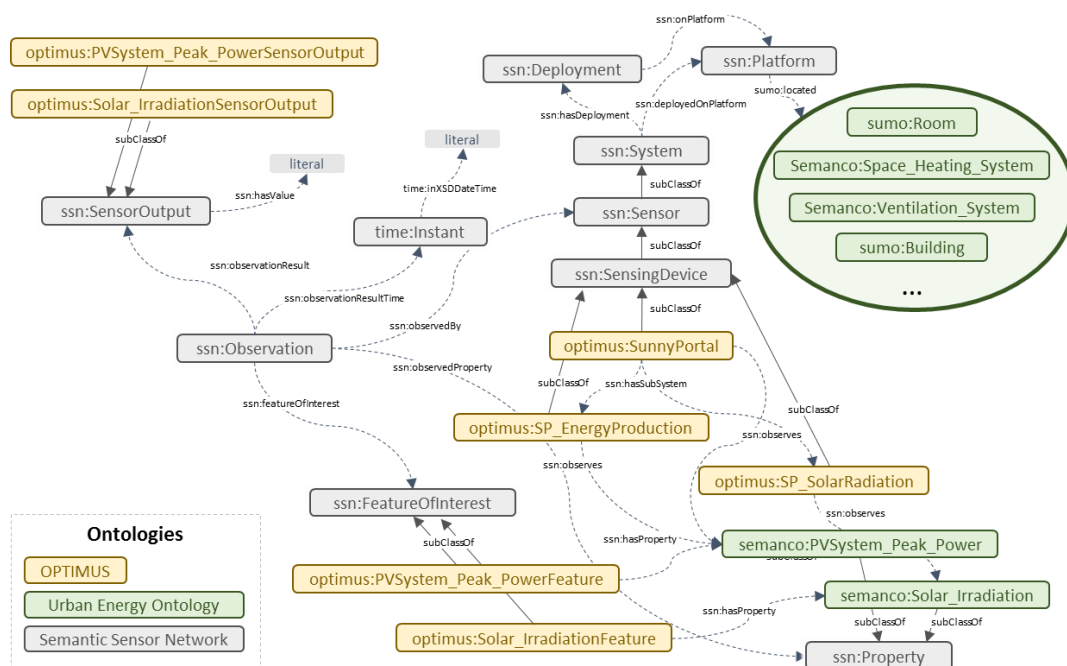 ssn:onPlatform
optimus:PVSystem_Peak_PowerSensorOutput
ssn:Deployment
ssn:Platform
sumo:located
optimus:Solar_IrradiationSensorOutput
ssn:deployedOnPlatform
ssn:hasDeployment
sumo:Room
subClassOf
literal
ssn:System
literal
Semanco:Space_Heating_System
time:inXSDDateTime
subClassOf
ssn:hasValue
ssn:SensorOutput
ssn:Sensor
Semanco:Ventilation_System
time:Instant
subClassOf
sumo:Building
ssn:observationResult
ssn:SensingDevice
...
ssn:observationResultTime
subClassOf
ssn:observedBy
ssn:Observation
optimus:SunnyPortal
ssn:observedProperty
subClassOf
ssn:hasSubSystem
ssn:featureOfInterest
subClassOf
optimus:SP_EnergyProduction
ssn:observes
ssn:observes
optimus:SP_SolarRadiation
ssn:FeatureOfInterest
ssn:observes
Ontologies
ssn:hasProperty
semanco:PVSystem_Peak_Power
subClassOf
subClassOf
OPTIMUS
optimus:PVSystem_Peak_PowerFeature
semanco:Solar_Irradiation
Urban Energy Ontology
ssn:hasProperty
subClassOf
subClassOf
optimus:Solar_IrradiationFeature
Semantic Sensor Network
ssn:Property